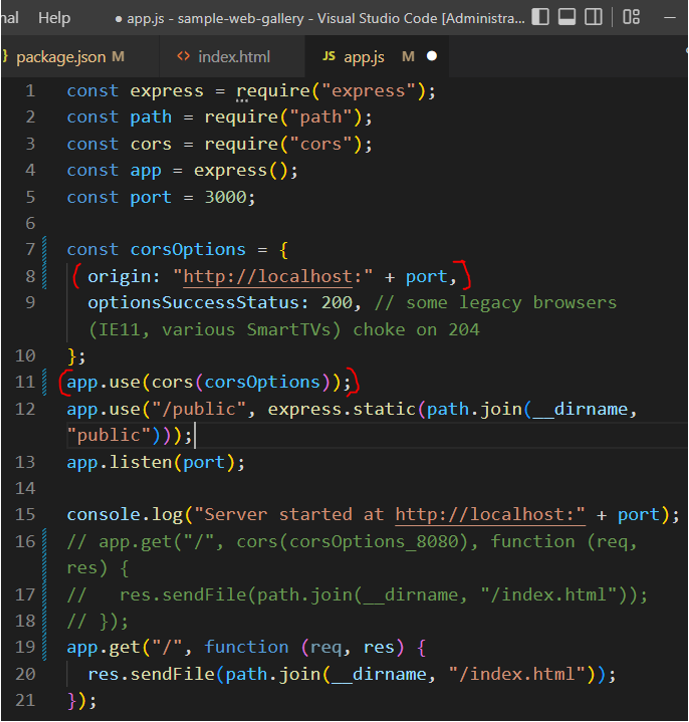 nal Help ● app.js - sample-web-gallery - Visual Studio Code [Administra...
} package.json M <> index.html JS app.js M ●
1 const express = require("express");
2 const path = require("path");
3 const cors = require("cors");
4 const app = express();
5 const port = 3000;
6
7 const corsOptions = {
8 origin: "http://localhost:" + port,
9 optionsSuccessStatus: 200, // some legacy browsers
(IE11, various SmartTVs) choke on 204
10 };
11 app.use(cors(corsOptions));
12 app.use("/public", express.static(path.join(__dirname,
"public")));
13 app.listen(port);
14
15 console.log("Server started at http://localhost:" + port);
16 // app.get("/", cors(corsOptions_8080), function (req,
res) {
17 //   res.sendFile(path.join(__dirname, "/index.html"));
18 // });
19 app.get("/", function (req, res) {
20 res.sendFile(path.join(__dirname, "/index.html"));
21 });